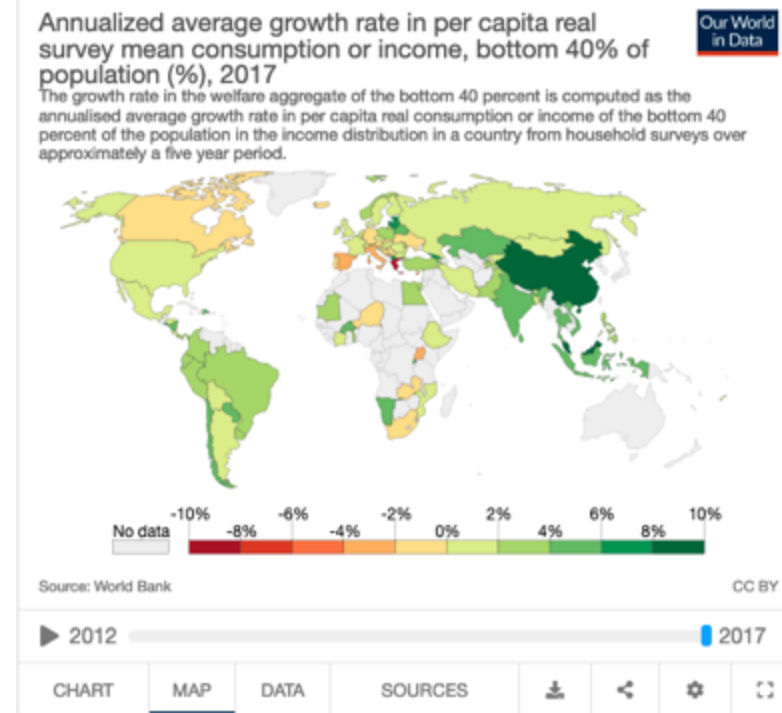 Annualized average growth rate in per capita real
survey mean consumption or income, bottom 40% of
population (%), 2017
Our World
in Data
The growth rate in the welfare aggregate of the bottom 40 percent is computed as the
annualised average growth rate in per capita real consumption or income of the bottom 40
percent of the population in the income distribution in a country from household surveys over
approximately a five year period.
-10% -6% -2% 2% 6% 10%
No data -8% -4% 0% 4% 8%
Source: World Bank CC BY
2012 2017
CHART MAP DATA SOURCES